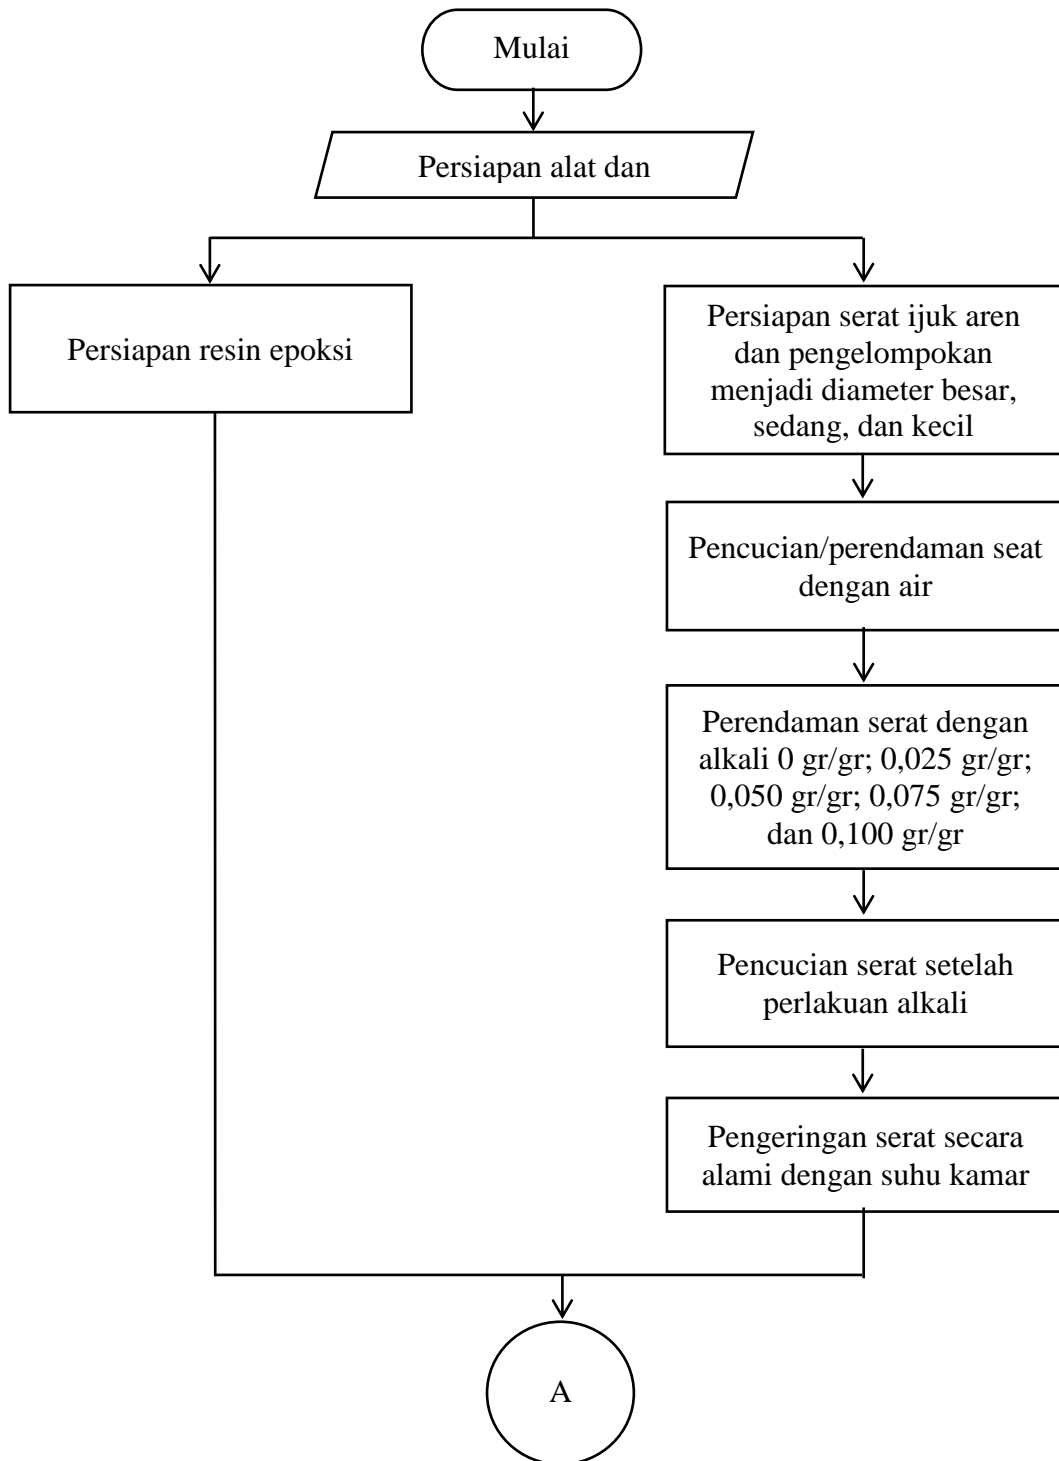 Mulai
Persiapan alat dan
Persiapan resin epoksi
Persiapan serat ijuk aren
dan pengelompokan
menjadi diameter besar,
sedang, dan kecil
Pencucian/perendaman seat
dengan air
Perendaman serat dengan
alkali 0 gr/gr; 0,025 gr/gr;
0,050 gr/gr; 0,075 gr/gr;
dan 0,100 gr/gr
Pencucian serat setelah
perlakuan alkali
Pengeringan serat secara
alami dengan suhu kamar
A